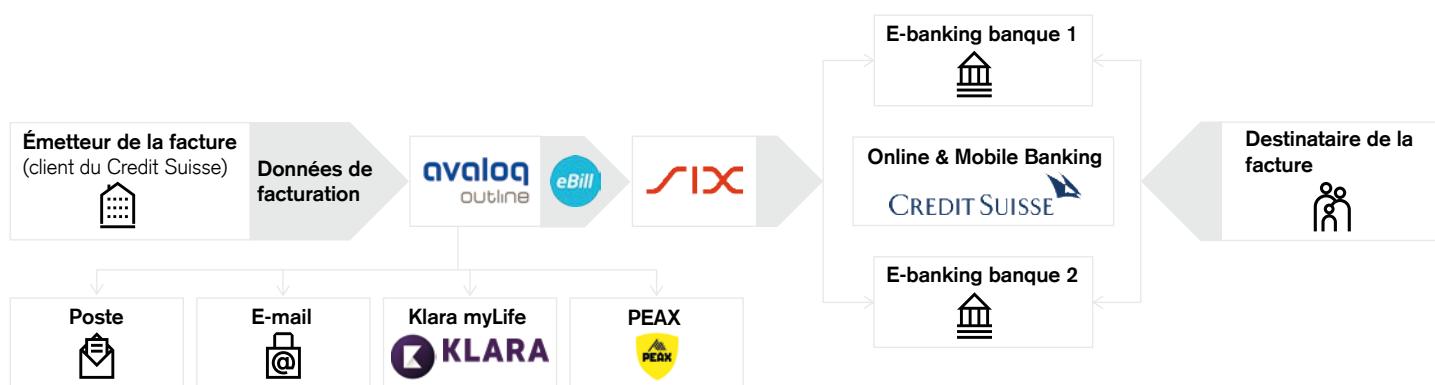 Émetteur de la facture
(client du Credit Suisse)
Données de
facturation
avaloq
outline
eBill
SIX
E-banking banque 1
Online & Mobile Banking
CREDIT SUISSE
E-banking banque 2
Destinataire de la
facture
Poste
E-mail
@
Klara myLife
KLARA
PEAX
PEAX